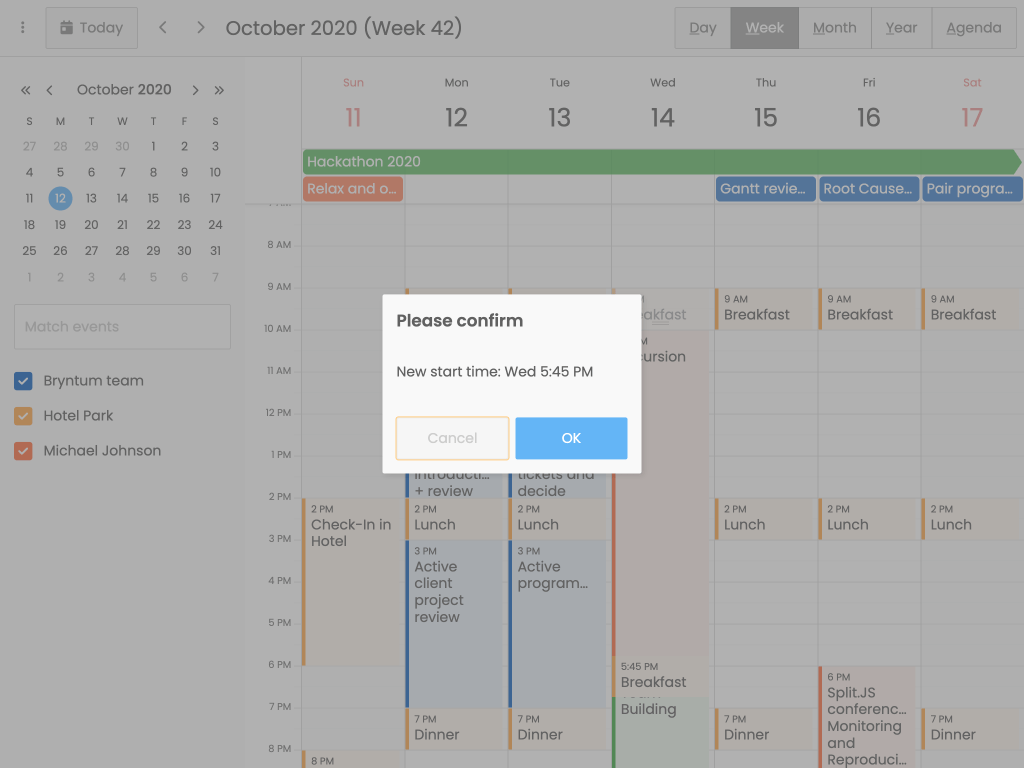 Today
October 2020 (Week 42)
Day
Week
Month
Year
Agenda
October 2020
S M T W T F S
27 28 29 30 1 2 3
4 5 6 7 8 9 10
11 12 13 14 15 16 17
18 19 20 21 22 23 24
25 26 27 28 29 30 31
1 2 3 4 5 6 7
Match events
Bryntum team
Hotel Park
Michael Johnson
Sun Mon Tue Wed Thu Fri Sat
11 12 13 14 15 16 17
Hackathon 2020
Relax and o...
Gantt revie...
Root Cause...
Pair progra...
8 AM
9 AM
10 AM
11 AM
12 PM
1 PM
2 PM
3 PM
4 PM
5 PM
6 PM
7 PM
8 PM
2 PM
Check-In in
Hotel
8 PM
introducti...
+ review
2 PM
Lunch
3 PM
Active
client
project
review
7 PM
Dinner
tickets and
decide
2 PM
Lunch
3 PM
Active
program...
7 PM
Dinner
5:45 PM
Breakfast
Building
9 AM
Breakfast
2 PM
Lunch
7 PM
Dinner
9 AM
Breakfast
2 PM
Lunch
6 PM
Split.JS
conferenc...
Monitoring
and
Reproduci...
9 AM
Breakfast
2 PM
Lunch
7 PM
Dinner
Please confirm
New start time: Wed 5:45 PM
Cancel
OK